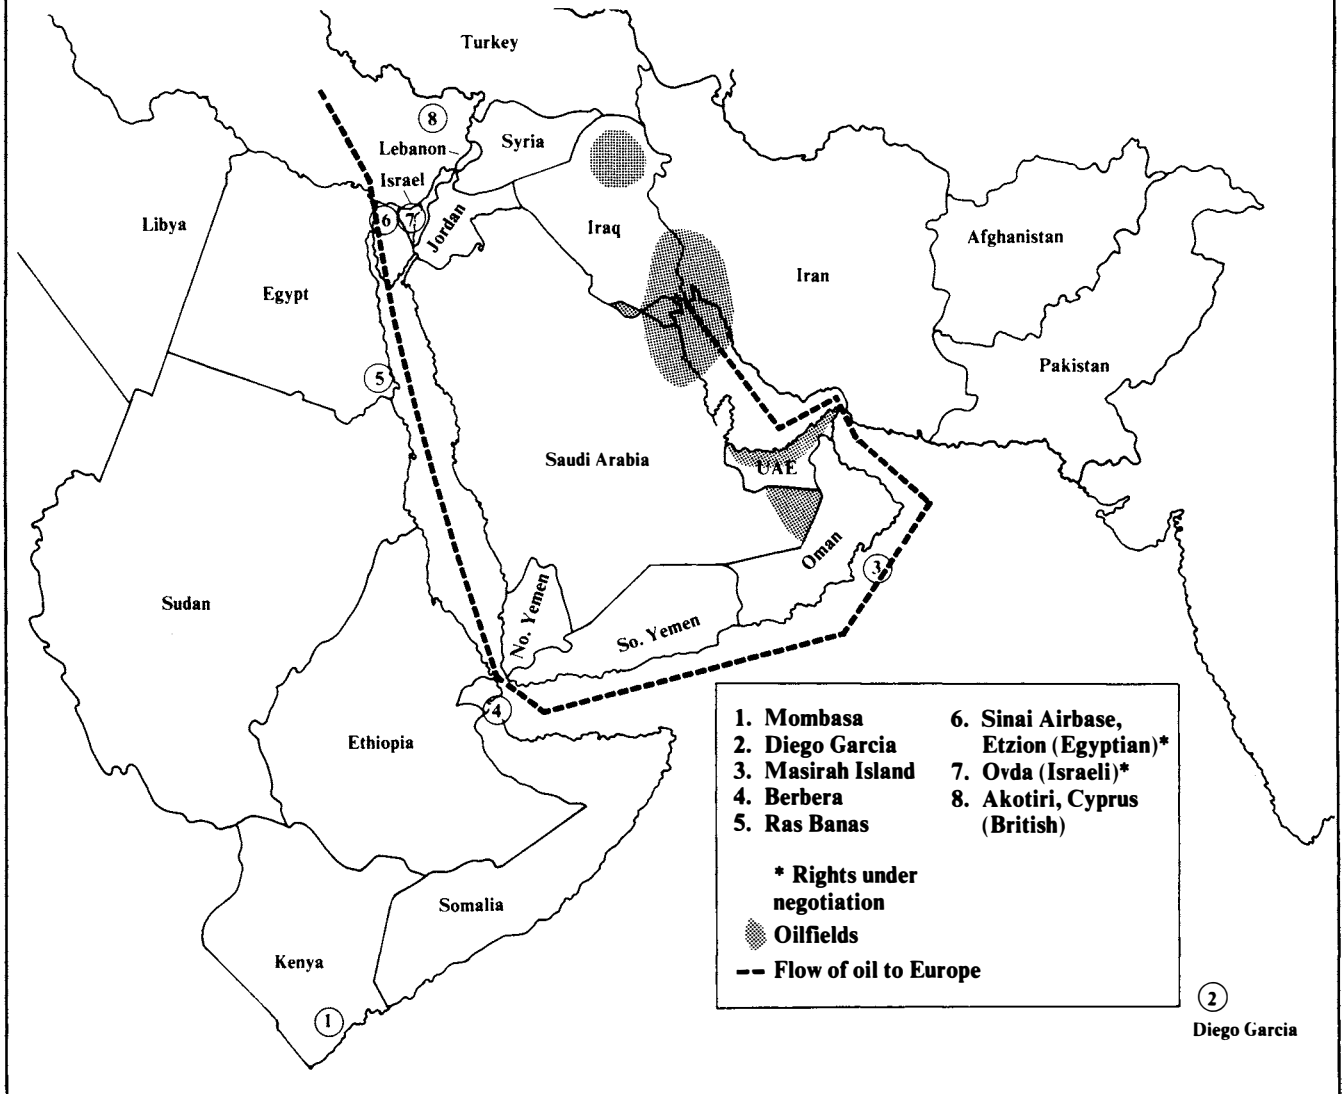 Turkey
8
Syria
Lebanon
Israel
Libya
6
7
Jordan
Iraq
Afghanistan
Iran
Egypt
Pakistan
5
Saudi Arabia
UAE
Oman
3
Sudan
No. Yemen
So. Yemen
4
Ethiopia
Somalia
Kenya
1
1. Mombasa
2. Diego Garcia
3. Masirah Island
4. Berbera
5. Ras Banas
6. Sinai Airbase,
Etzion (Egyptian)*
7. Ovda (Israeli)*
8. Akotiri, Cyprus
(British)
* Rights under
negotiation
Oilfields
Flow of oil to Europe
2
Diego Garcia